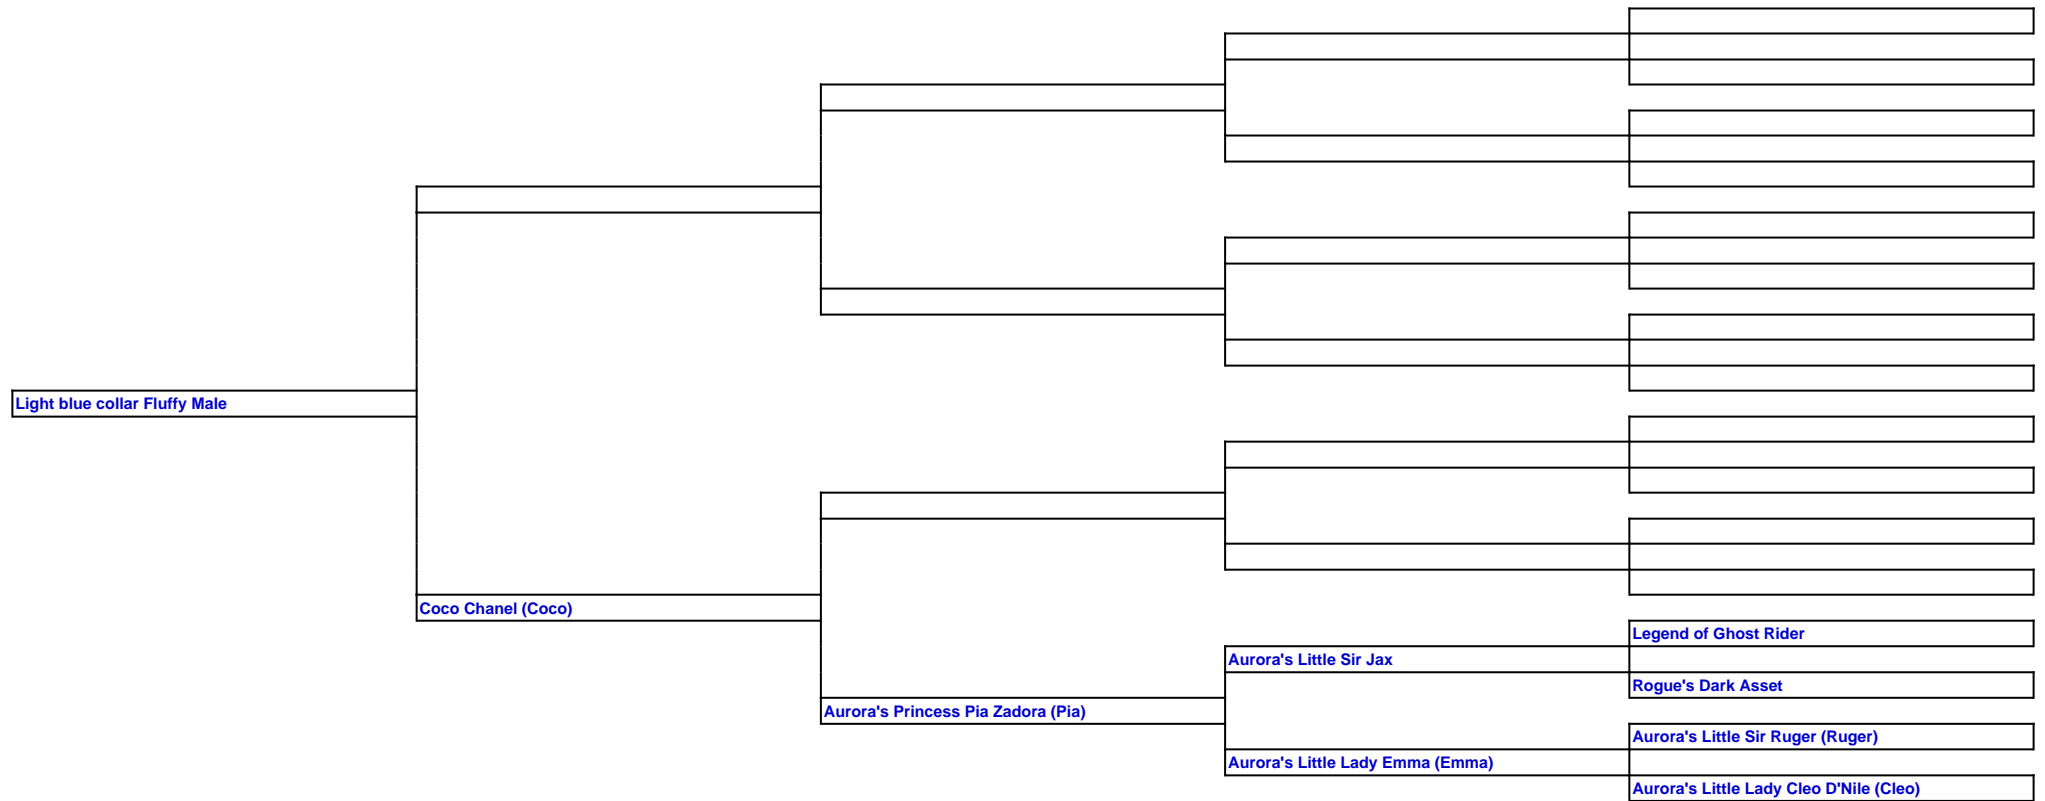 Light blue collar Fluffy Male
Coco Chanel (Coco)
Legend of Ghost Rider
Aurora's Little Sir Jax
Rogue's Dark Asset
Aurora's Princess Pia Zadora (Pia)
Aurora's Little Sir Ruger (Ruger)
Aurora's Little Lady Emma (Emma)
Aurora's Little Lady Cleo D'Nile (Cleo)